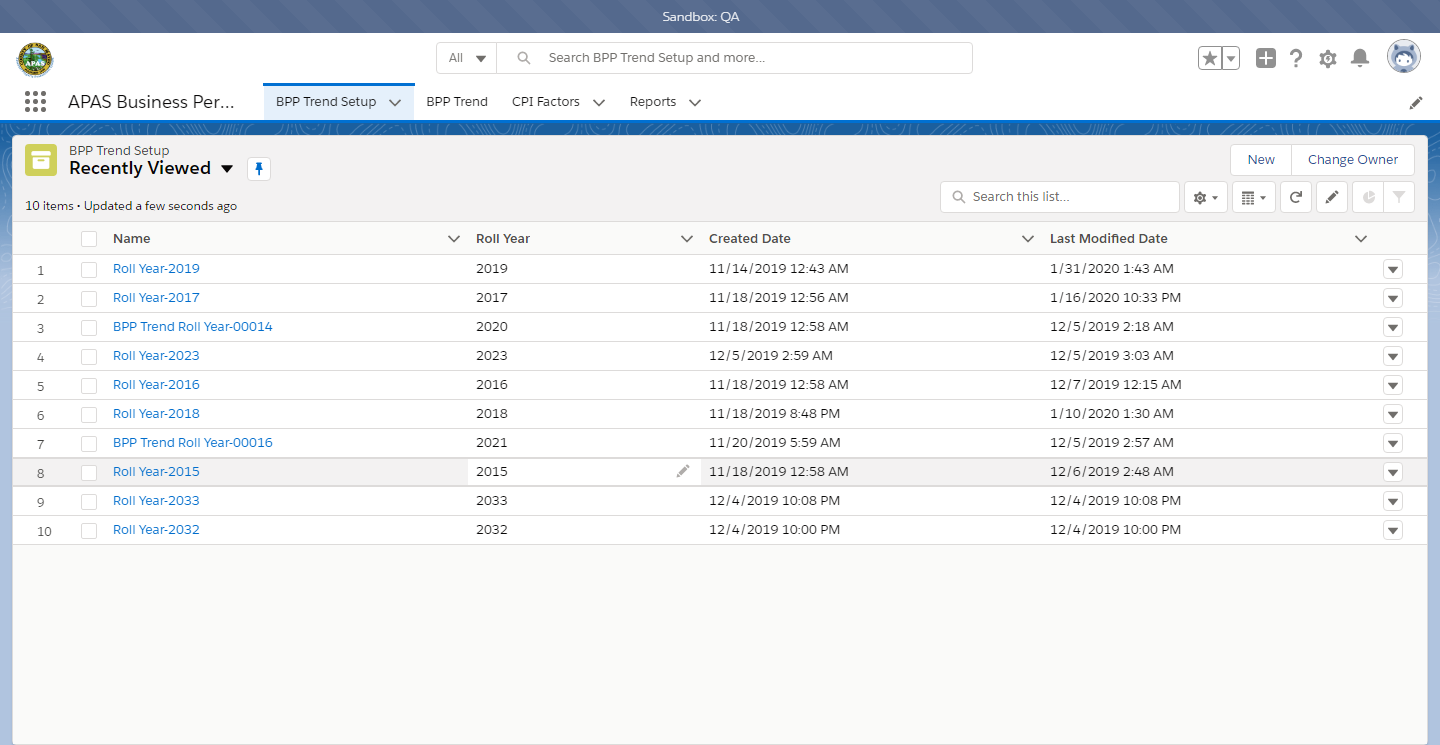 Sandbox: QA
APAS
All Search BPP Trend Setup and more...
APAS Business Per... BPP Trend Setup BPP Trend CPI Factors Reports
BPP Trend Setup
Recently Viewed
New Change Owner
10 items • Updated a few seconds ago
Search this list...
Name Roll Year Created Date Last Modified Date
1 Roll Year-2019 2019 11/14/2019 12:43 AM 1/31/2020 1:43 AM
2 Roll Year-2017 2017 11/18/2019 12:56 AM 1/16/2020 10:33 PM
3 BPP Trend Roll Year-00014 2020 11/18/2019 12:58 AM 12/5/2019 2:18 AM
4 Roll Year-2023 2023 12/5/2019 2:59 AM 12/5/2019 3:03 AM
5 Roll Year-2016 2016 11/18/2019 12:58 AM 12/7/2019 12:15 AM
6 Roll Year-2018 2018 11/18/2019 8:48 PM 1/10/2020 1:30 AM
7 BPP Trend Roll Year-00016 2021 11/20/2019 5:59 AM 12/5/2019 2:57 AM
8 Roll Year-2015 2015 11/18/2019 12:58 AM 12/6/2019 2:48 AM
9 Roll Year-2033 2033 12/4/2019 10:08 PM 12/4/2019 10:08 PM
10 Roll Year-2032 2032 12/4/2019 10:00 PM 12/4/2019 10:00 PM